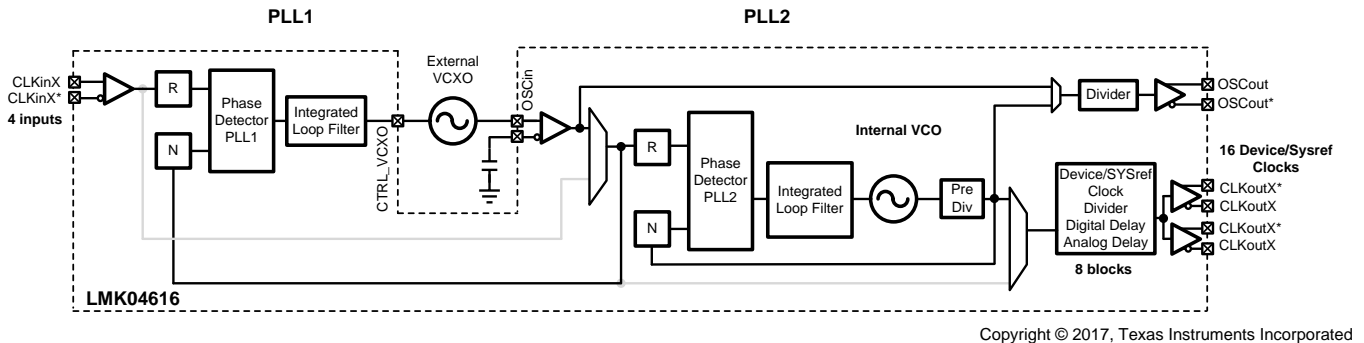 PLL1
PLL2
External
VCXO
CLKinX
CLKinX*
4 inputs
R
N
Phase
Detector
PLL1
Integrated
Loop Filter
CTRL_VCXO
OSCin
R
N
Phase
Detector
PLL2
Integrated
Loop Filter
Internal VCO
Pre
Div
Divider
OSCout
OSCout*
16 Device/Sysref
Clocks
Device/SYSref
Clock
Divider
Digital Delay
Analog Delay
8 blocks
CLKoutX*
CLKoutX
CLKoutX*
CLKoutX
LMK04616
Copyright © 2017, Texas Instruments Incorporated